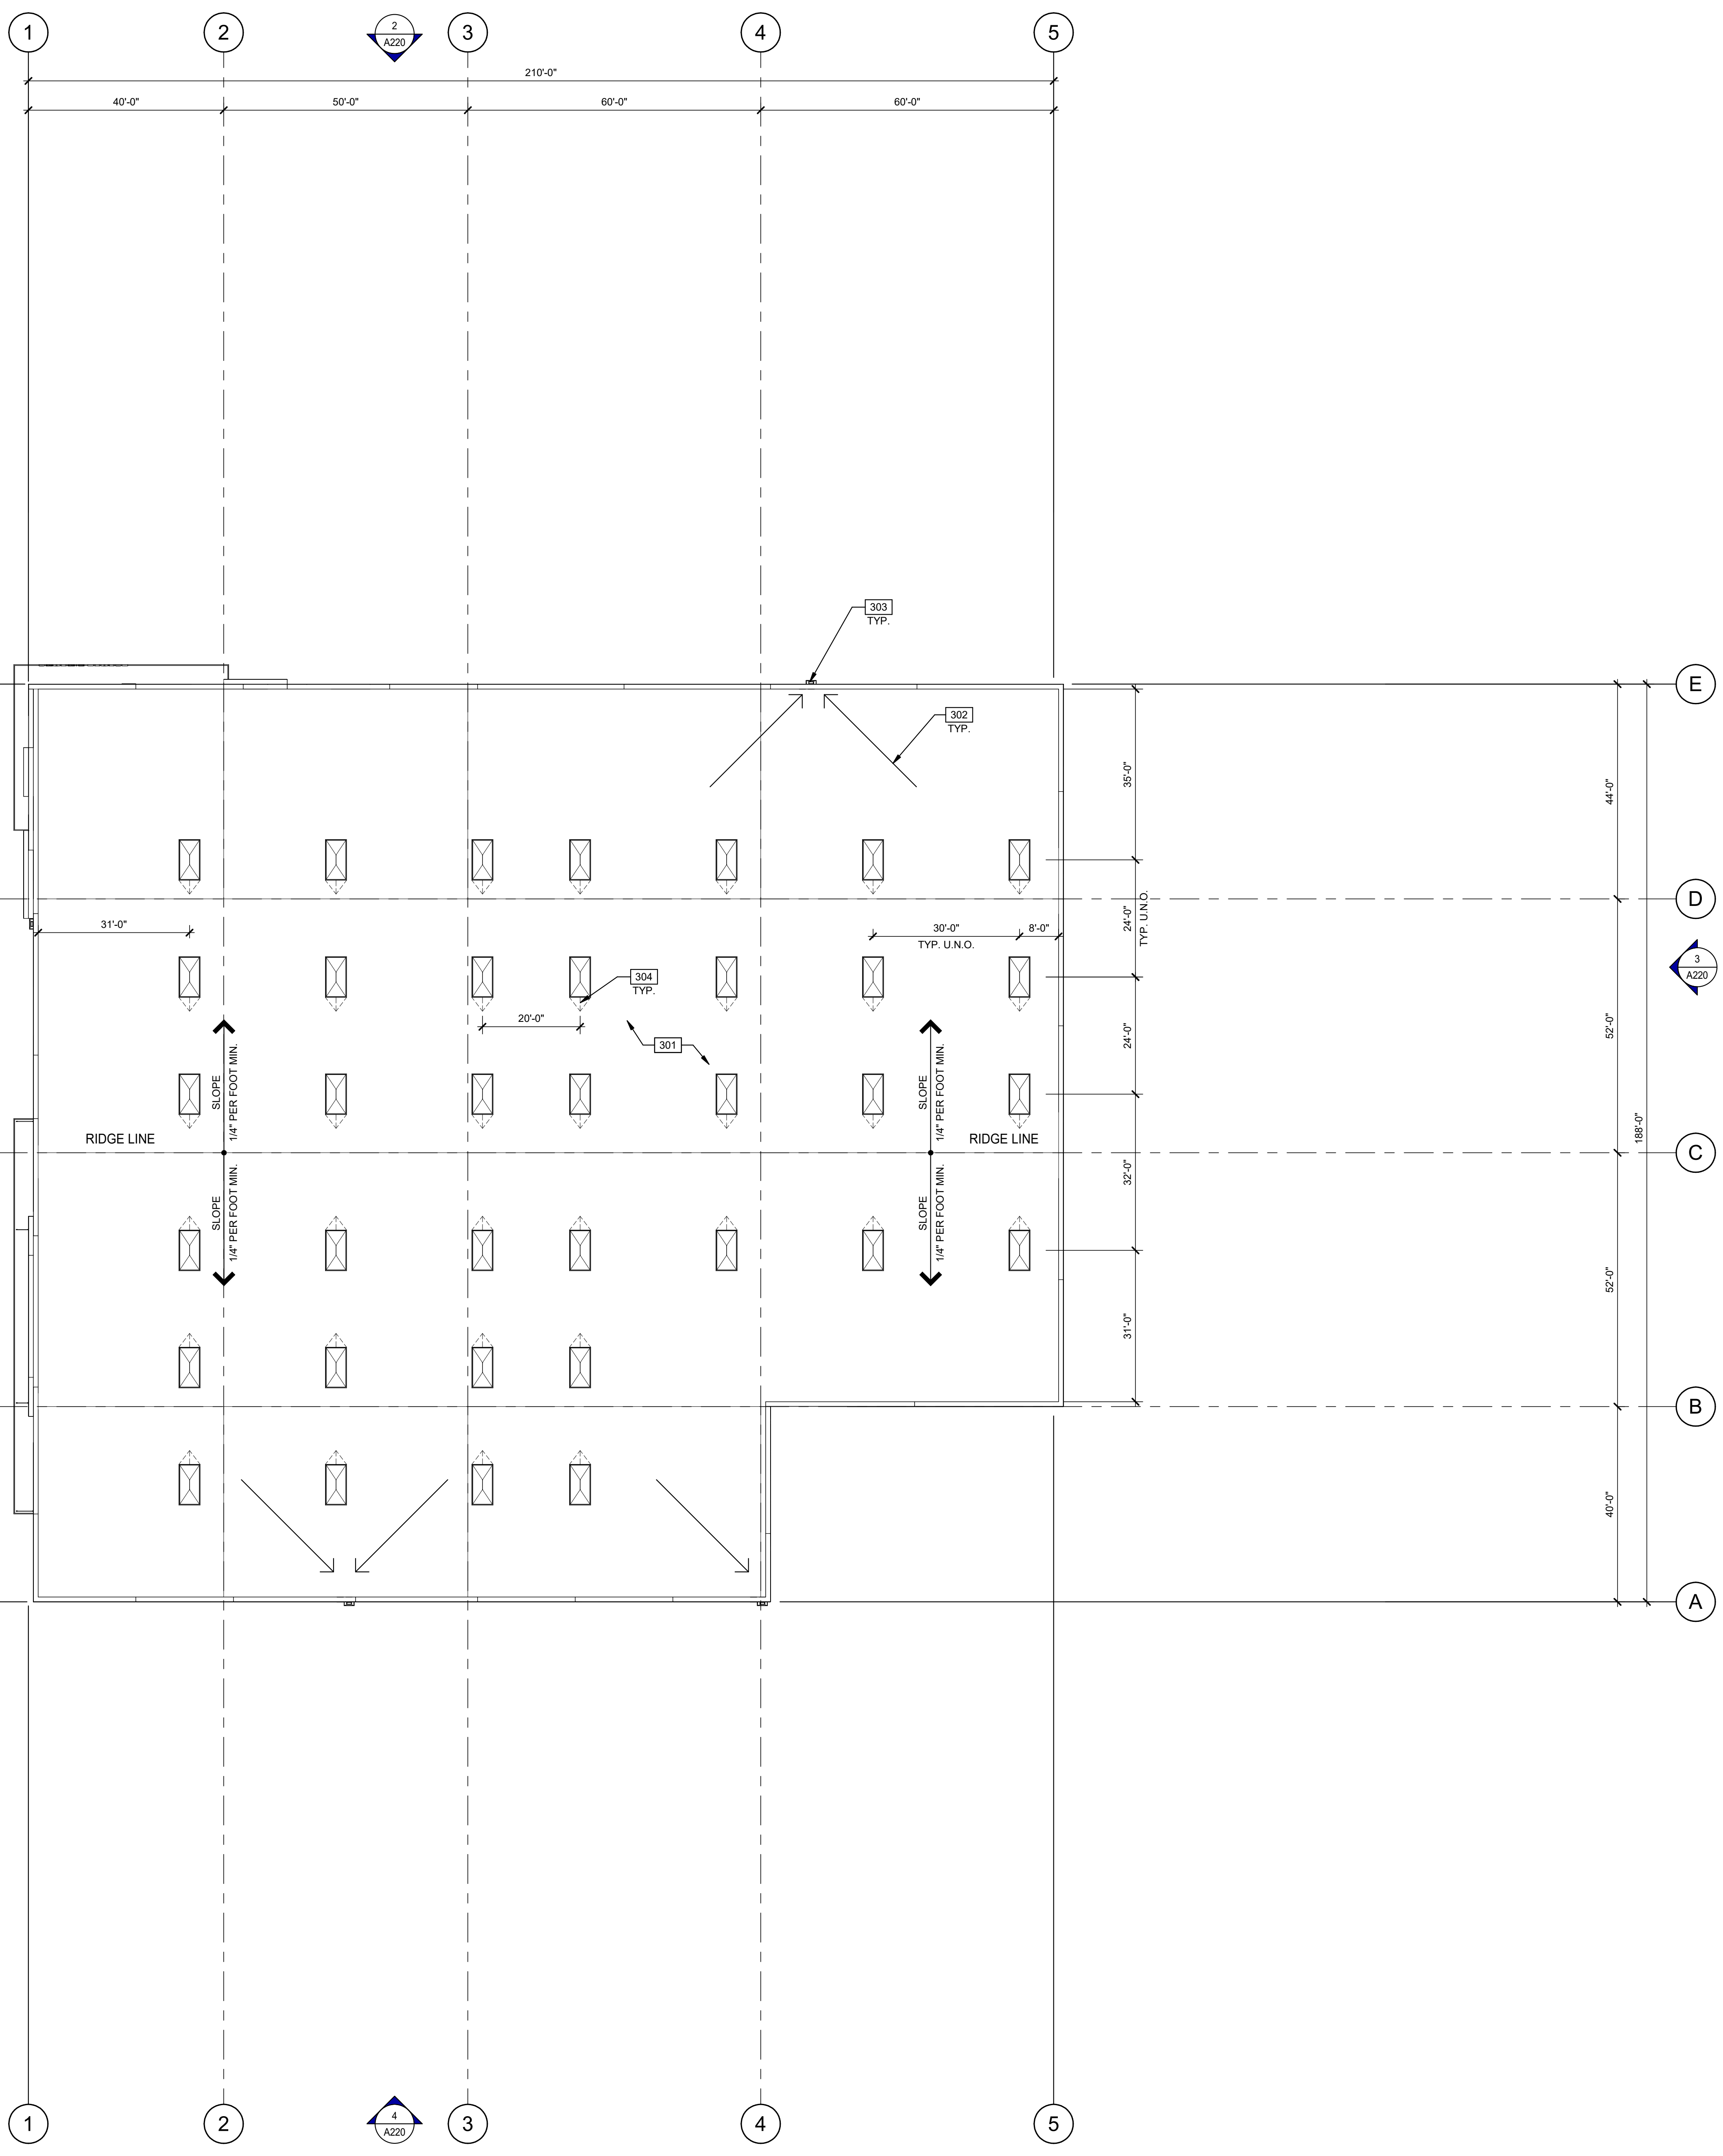 1
2
2
A220
3
4
5
210'-0"
40'-0"
50'-0"
60'-0"
60'-0"
303
TYP.
E
302
TYP.
35'-0"
44'-0"
D
31'-0"
30'-0"
TYP. U.N.O.
8'-0"
24'-0"
TYP. U.N.O.
3
A220
304
TYP.
20'-0"
301
24'-0"
52'-0"
SLOPE
1/4" PER FOOT MIN.
SLOPE
1/4" PER FOOT MIN.
RIDGE LINE
RIDGE LINE
188'-0"
C
SLOPE
1/4" PER FOOT MIN.
SLOPE
1/4" PER FOOT MIN.
32'-0"
52'-0"
31'-0"
B
40'-0"
A
1
2
4
A220
3
4
5